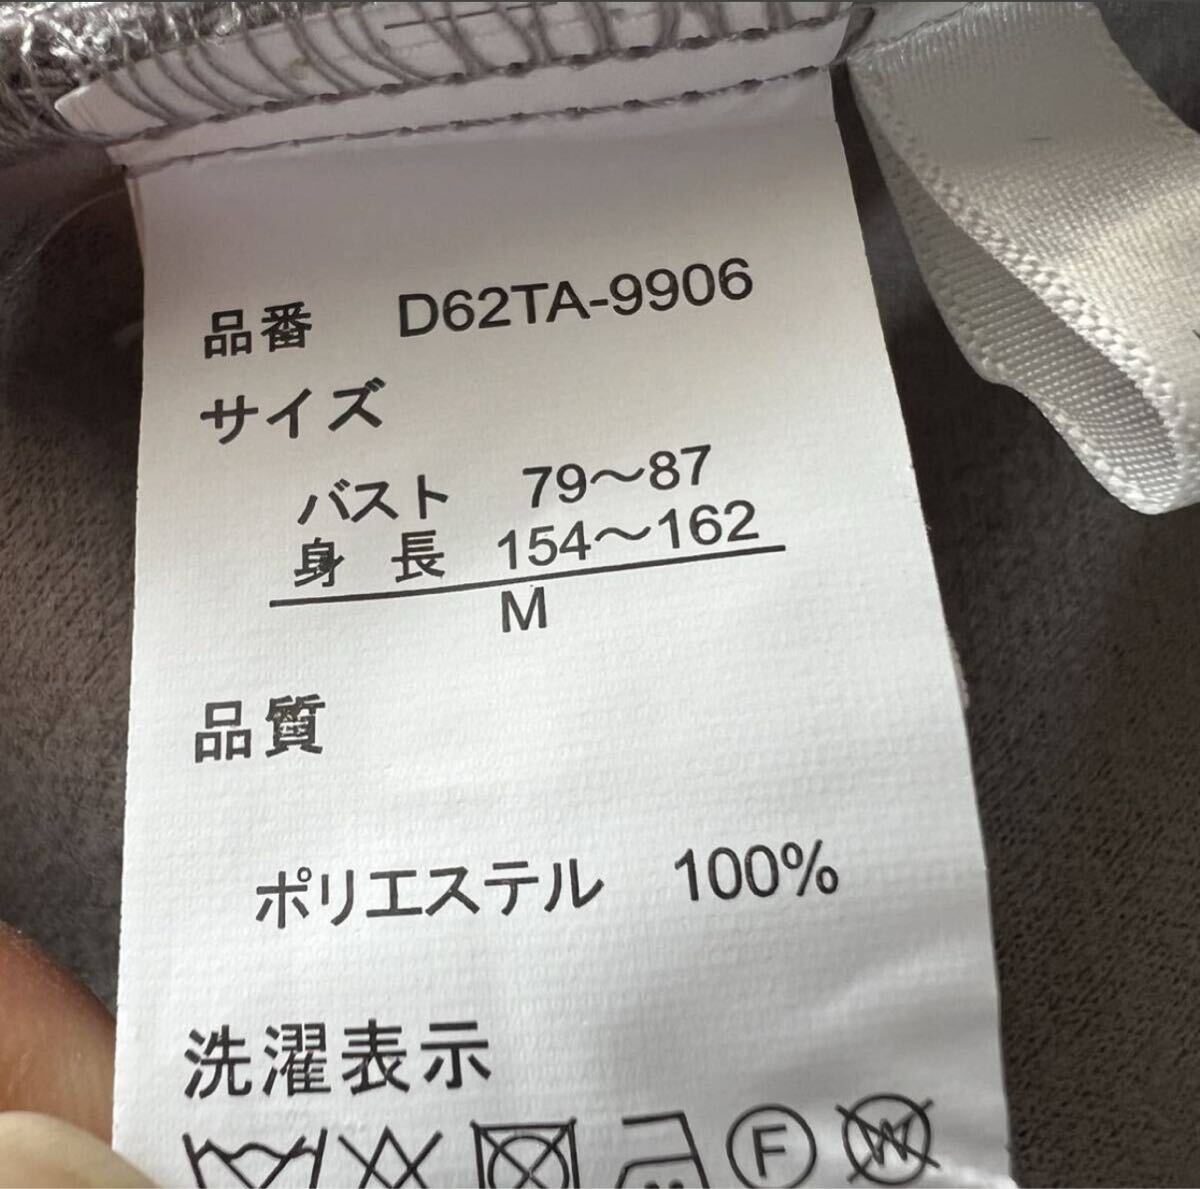 品番 D62TA-9906
サイズ
バスト 79〜87
身 長 154〜162
M
品質
ポリエステル 100%
洗濯表示
F W